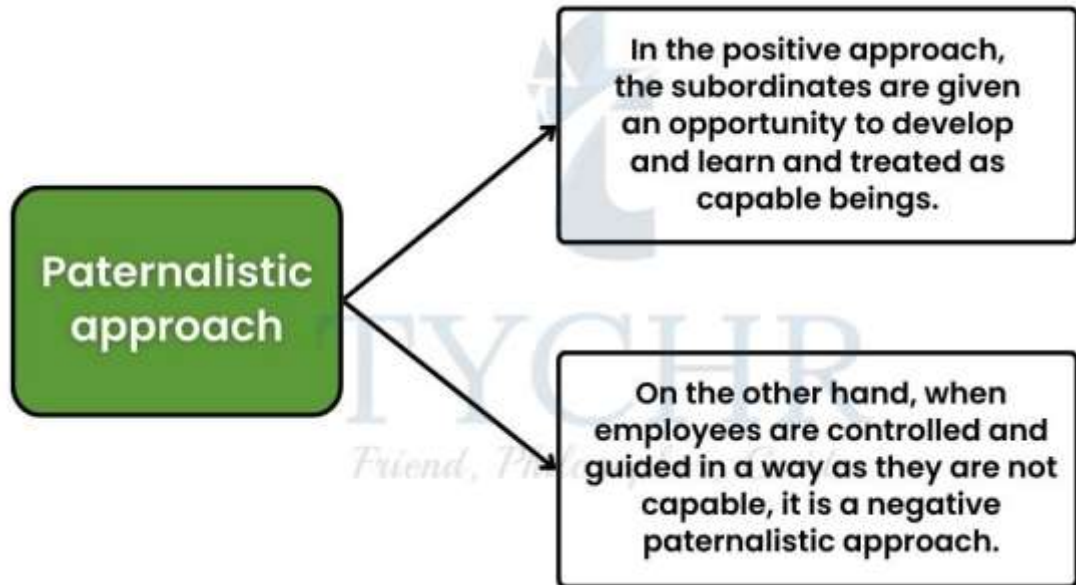 In the positive approach,
the subordinates are given
an opportunity to develop
and learn and treated as
capable beings.
Paternalistic
approach
TYCHR
Friend,
On the other hand, when
employees are controlled and
guided in a way as they are not
capable, it is a negative
paternalistic approach.